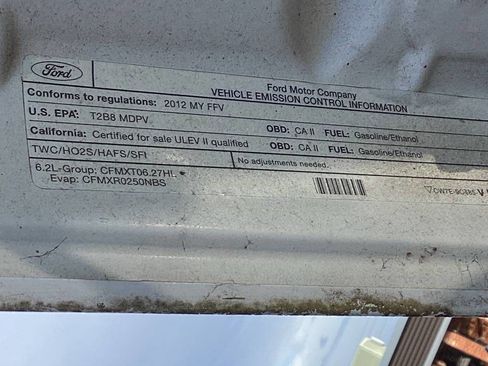 Ford
Ford Motor Company
VEHICLE EMISSION CONTROL INFORMATION
Conforms to regulations: 2012 MY FFV
U.S. EPA: T2B8 MDPV
OBD: CA II FUEL: Gasoline/Ethanol
California: Certified for sale ULEV II qualified
OBD: CA II FUEL: Gasoline/Ethanol
TWC/HO2S/HAFS/SFI
No adjustments needed.
6.2L-Group: CFMXT06.27HL *
Evap: CFMXR0250NBS